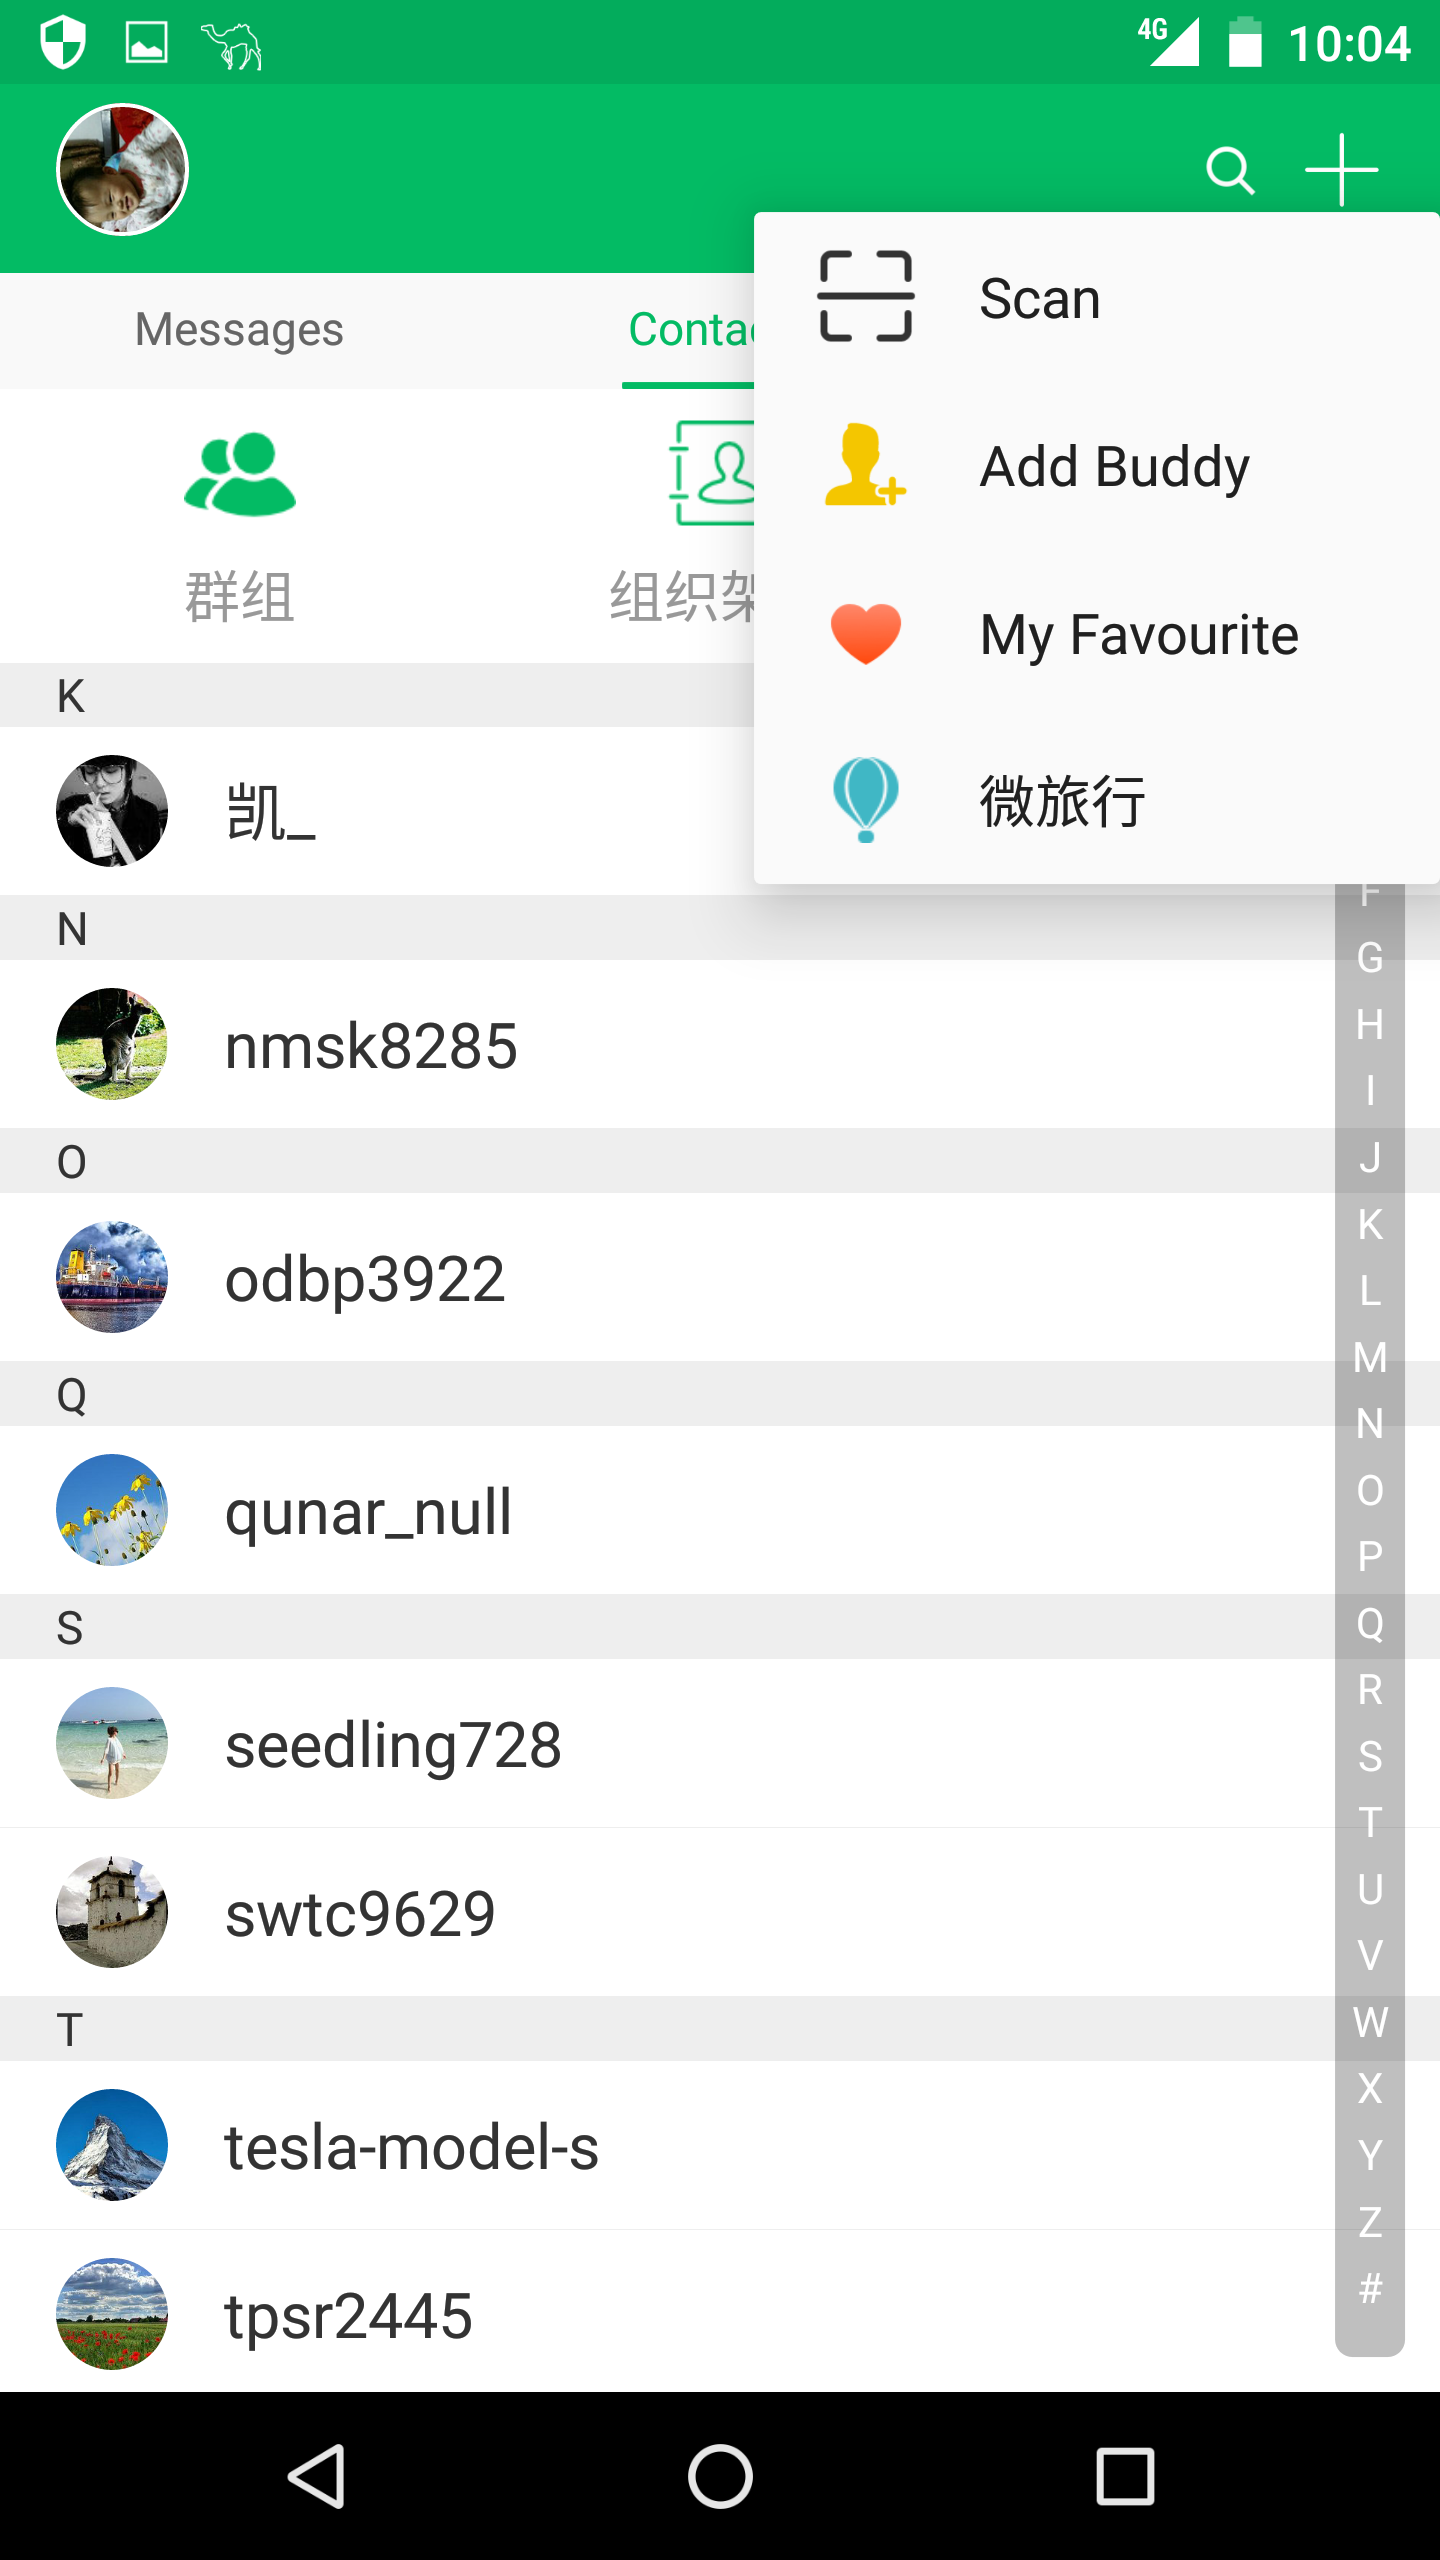 4G 10:04
Messages
Contac
群组
组织架
Scan
Add Buddy
My Favourite
微旅行
K
凯_
N
nmsk8285
O
odbp3922
Q
qunar_null
S
seedling728
swtc9629
T
tesla-model-s
tpsr2445
F
G
H
I
J
K
L
M
N
O
P
Q
R
S
T
U
V
W
X
Y
Z
#